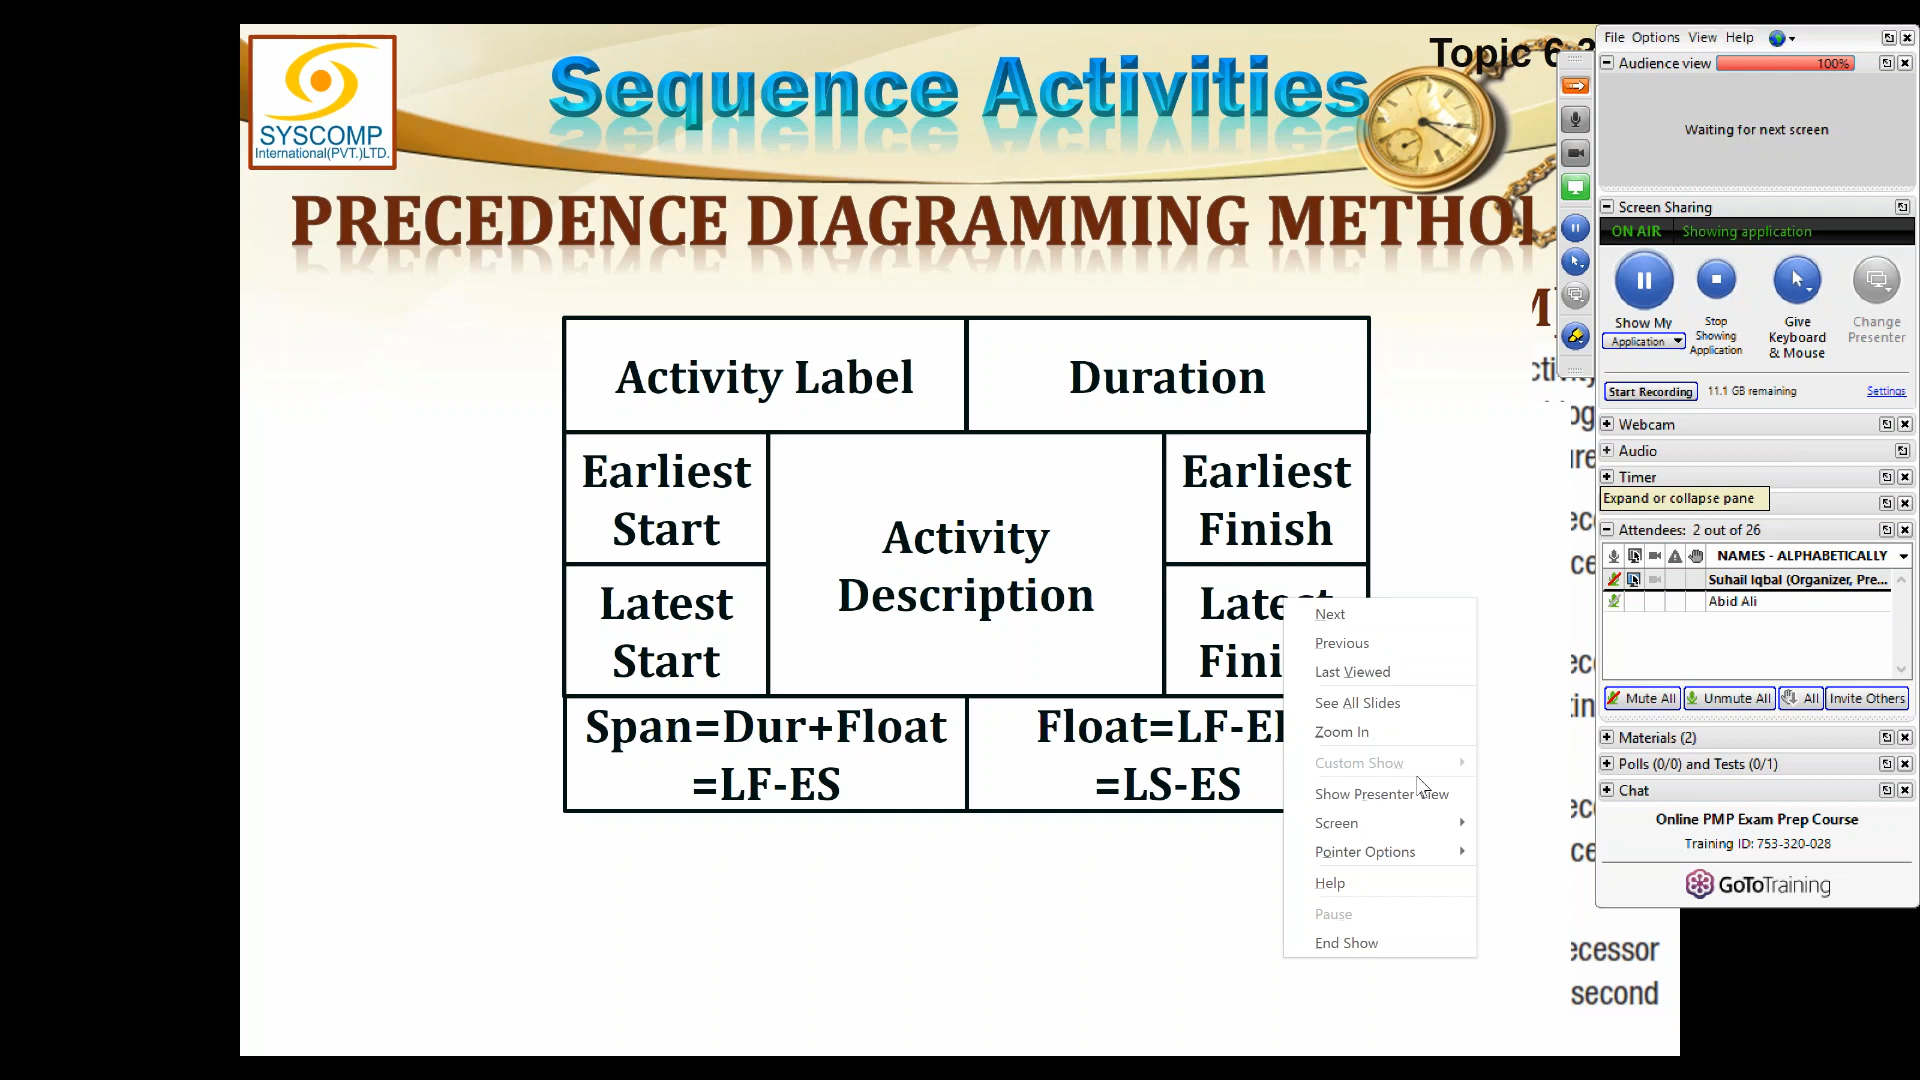 SYSCOMP
International(PVT.)LTD.
Sequence Activities
Topic 6.3
PRECEDENCE DIAGRAMMING METHO
Activity Label
Duration
Earliest
Start
Activity
Description
Earliest
Finish
Latest
Start
Span=Dur+Float
=LF-ES
=LS-ES
Next
Previous
Last Viewed
See All Slides
Zoom In
Custom Show
Show Presenter View
Screen
Pointer Options
Help
Pause
End Show
ecessor
second
File Options View Help
Audience view 100%
Waiting for next screen
Screen Sharing
ON AIR Showing application
Show My
Application
Stop
Showing
Application
Give
Keyboard
& Mouse
Change
Presenter
Start Recording 11.1 GB remaining Settings
Webcam
Audio
Timer
Expand or collapse pane
Attendees: 2 out of 26
NAMES - ALPHABETICALLY
Suhail Iqbal (Organizer, Pre...
Abid Ali
Mute All Unmute All All Invite Others
Materials (2)
Polls (0/0) and Tests (0/1)
Chat
Online PMP Exam Prep Course
Training ID: 753-320-028
GoToTraining